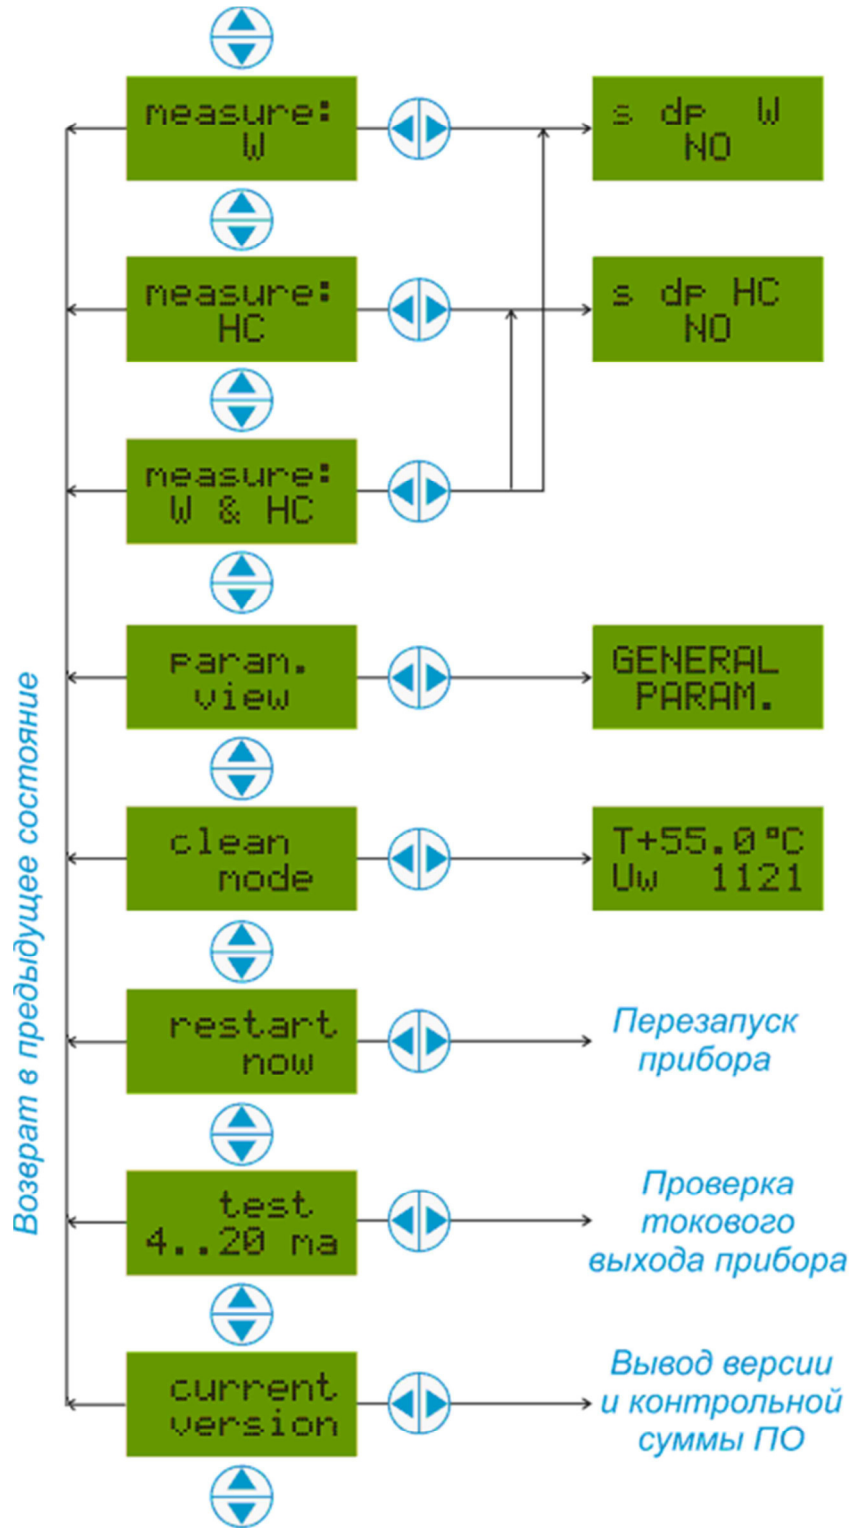 measure:
W
s dp W
NO
measure:
HC
s dp HC
NO
measure:
W & HC
param.
view
GENERAL
PARAM.
clean
mode
T+55.0°C
Uw 1121
restart
now
Перезапуск
прибора
test
4..20 ma
Проверка
токового
выхода прибора
current
version
Вывод версии
и контрольной
суммы ПО
Возврат в предыдущее состояние